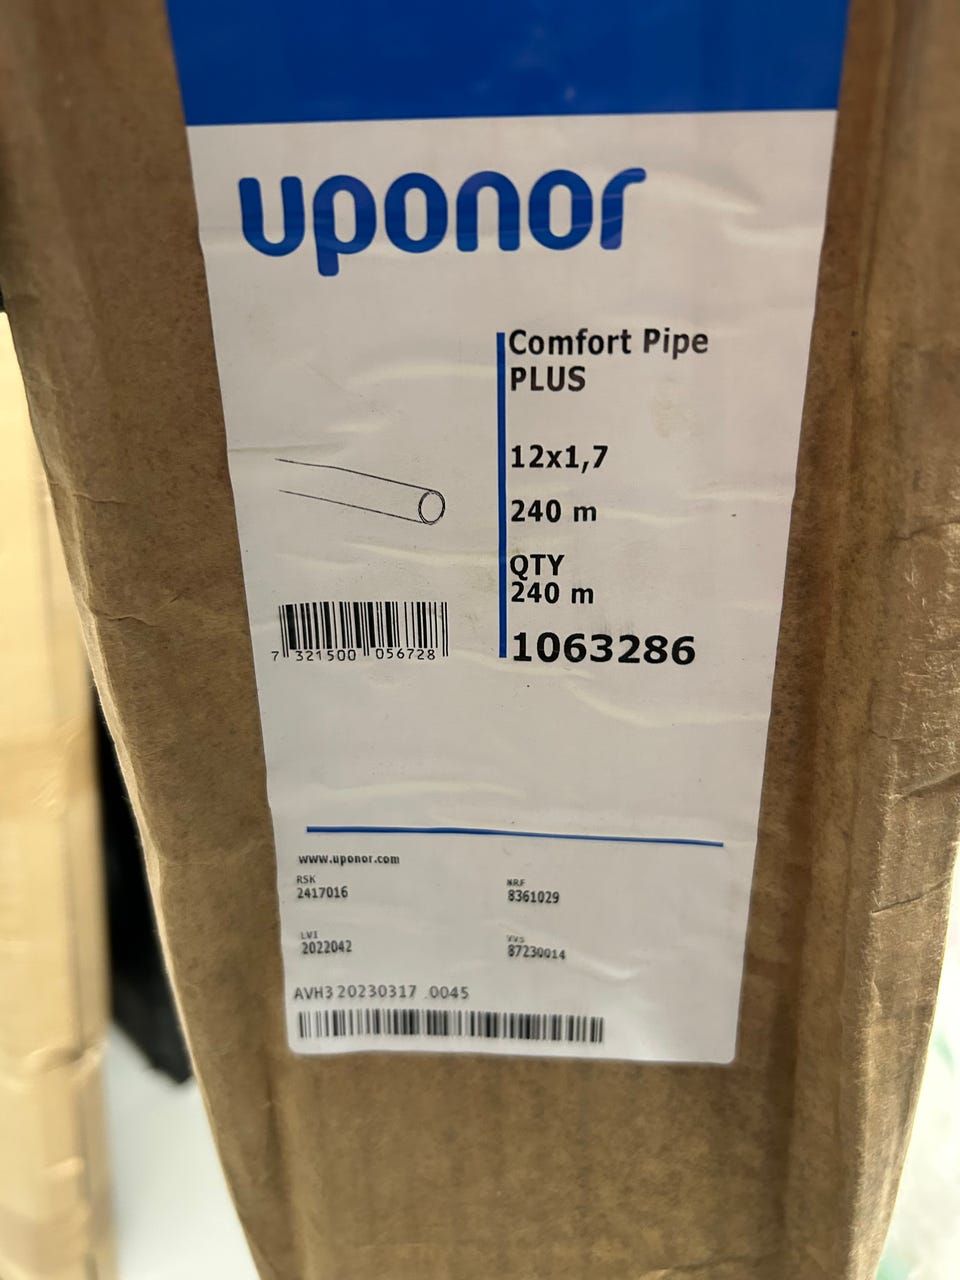 uponor
Comfort Pipe
PLUS
12x1,7
240 m
QTY
240 m
1063286
7 321500 056728
www.uponor.com
RSK
2417016
NRF
8361029
LVI
2022042
VVS
87230014
AVH3 20230317 0045